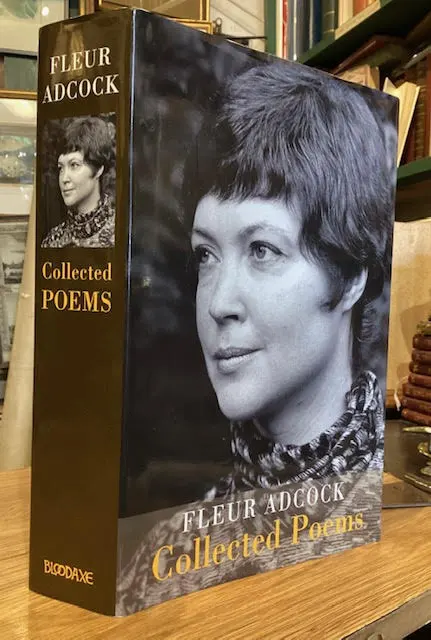 FLEUR
ADCOCK
Collected
POEMS
BLOODAXE
FLEUR ADCOCK
Collected Poems